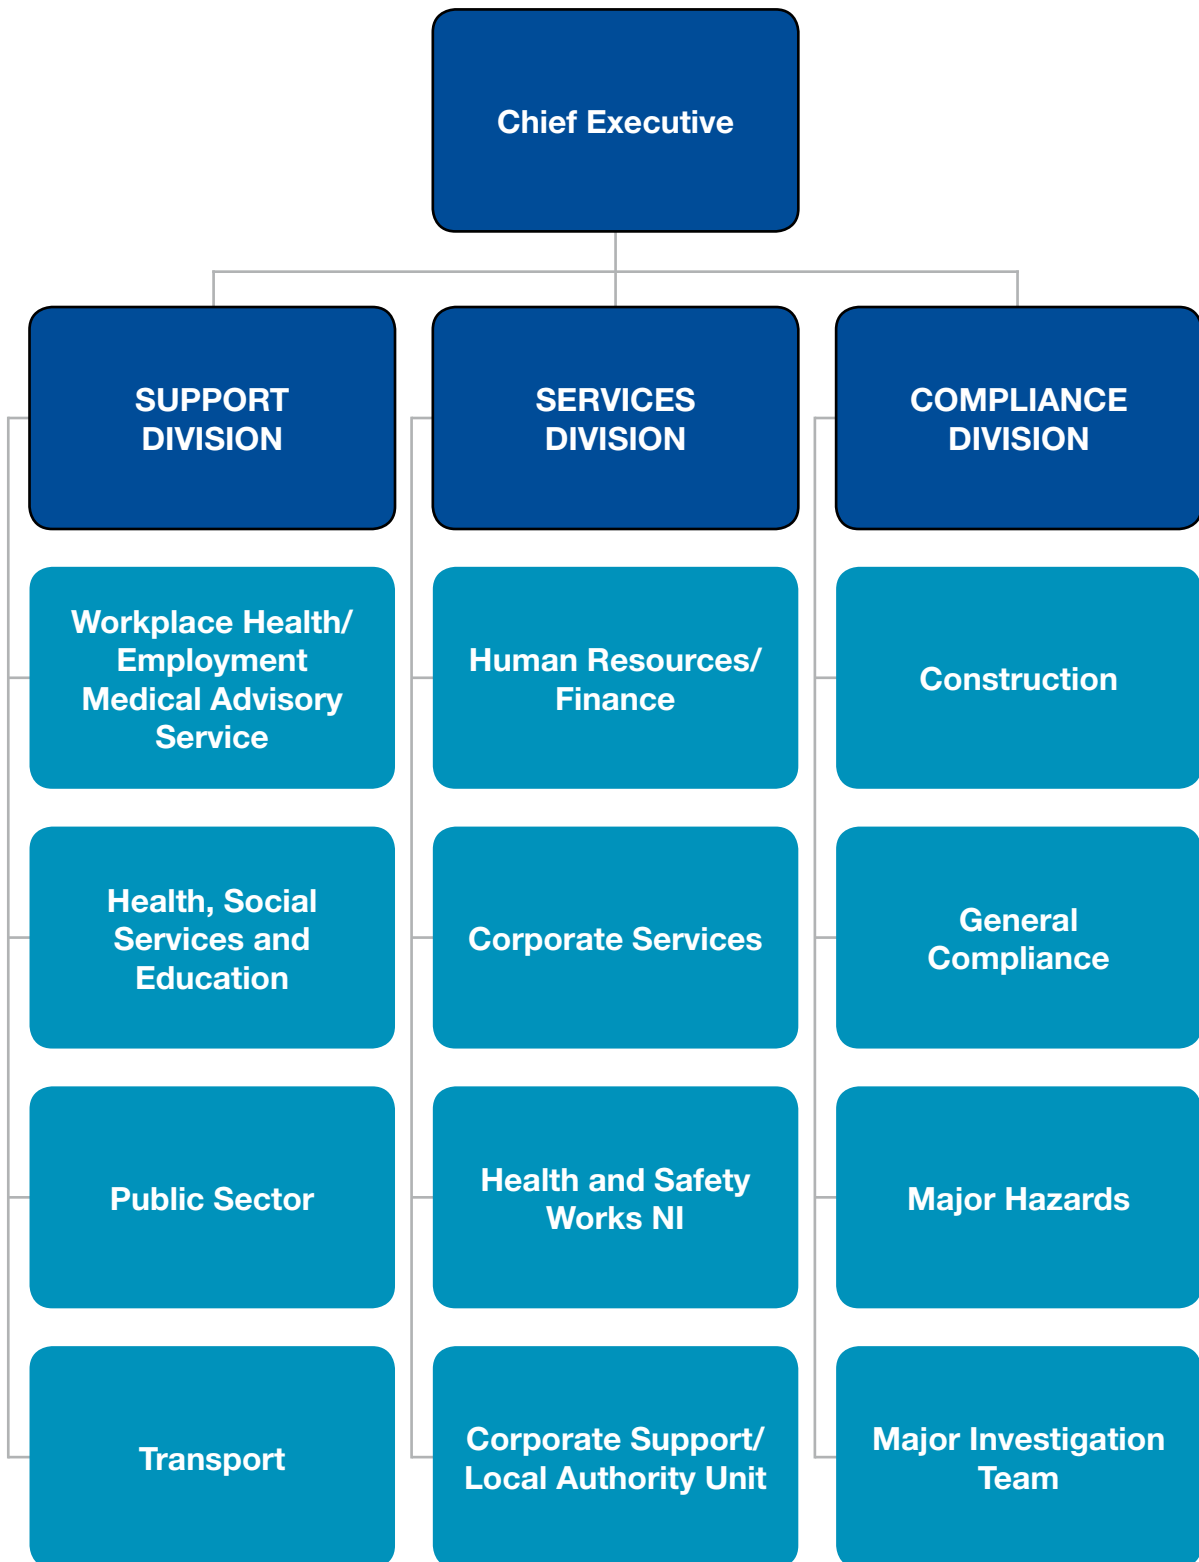 Chief Executive
SUPPORT
DIVISION
SERVICES
DIVISION
COMPLIANCE
DIVISION
Workplace Health/
Employment
Medical Advisory
Service
Human Resources/
Finance
Construction
Health, Social
Services and
Education
Corporate Services
General
Compliance
Public Sector
Health and Safety
Works NI
Major Hazards
Transport
Corporate Support/
Local Authority Unit
Major Investigation
Team